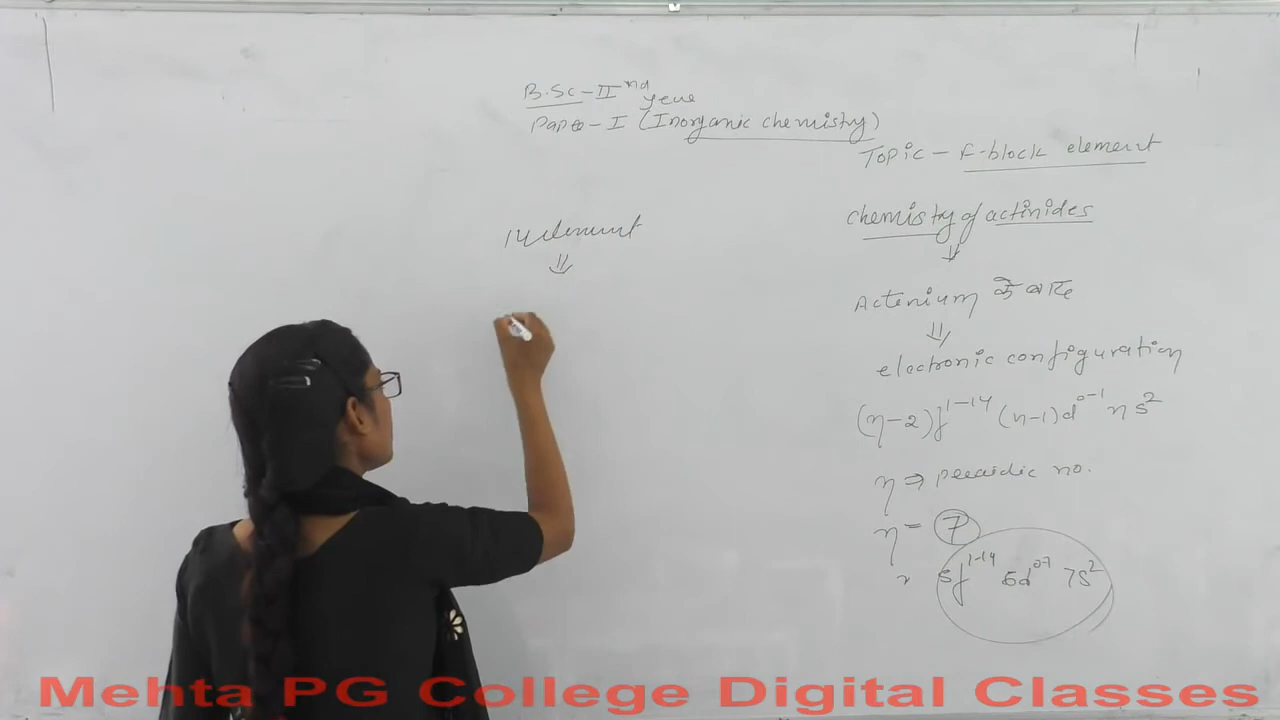 B.Sc - IInd year
Paper - I (Inorganic chemistry)
Topic - F-block element
14 element
⇓
chemistry of actinides
⇓
Actenium के बाद
⇓
electronic configuration
(n-2)f¹⁻¹⁴ (n-1)d⁰⁻¹ ns²
n ⇒ periodic no.
n = 7
5f¹⁻¹⁴ 6d⁰⁻¹ 7s²
Mehta PG College Digital Classes